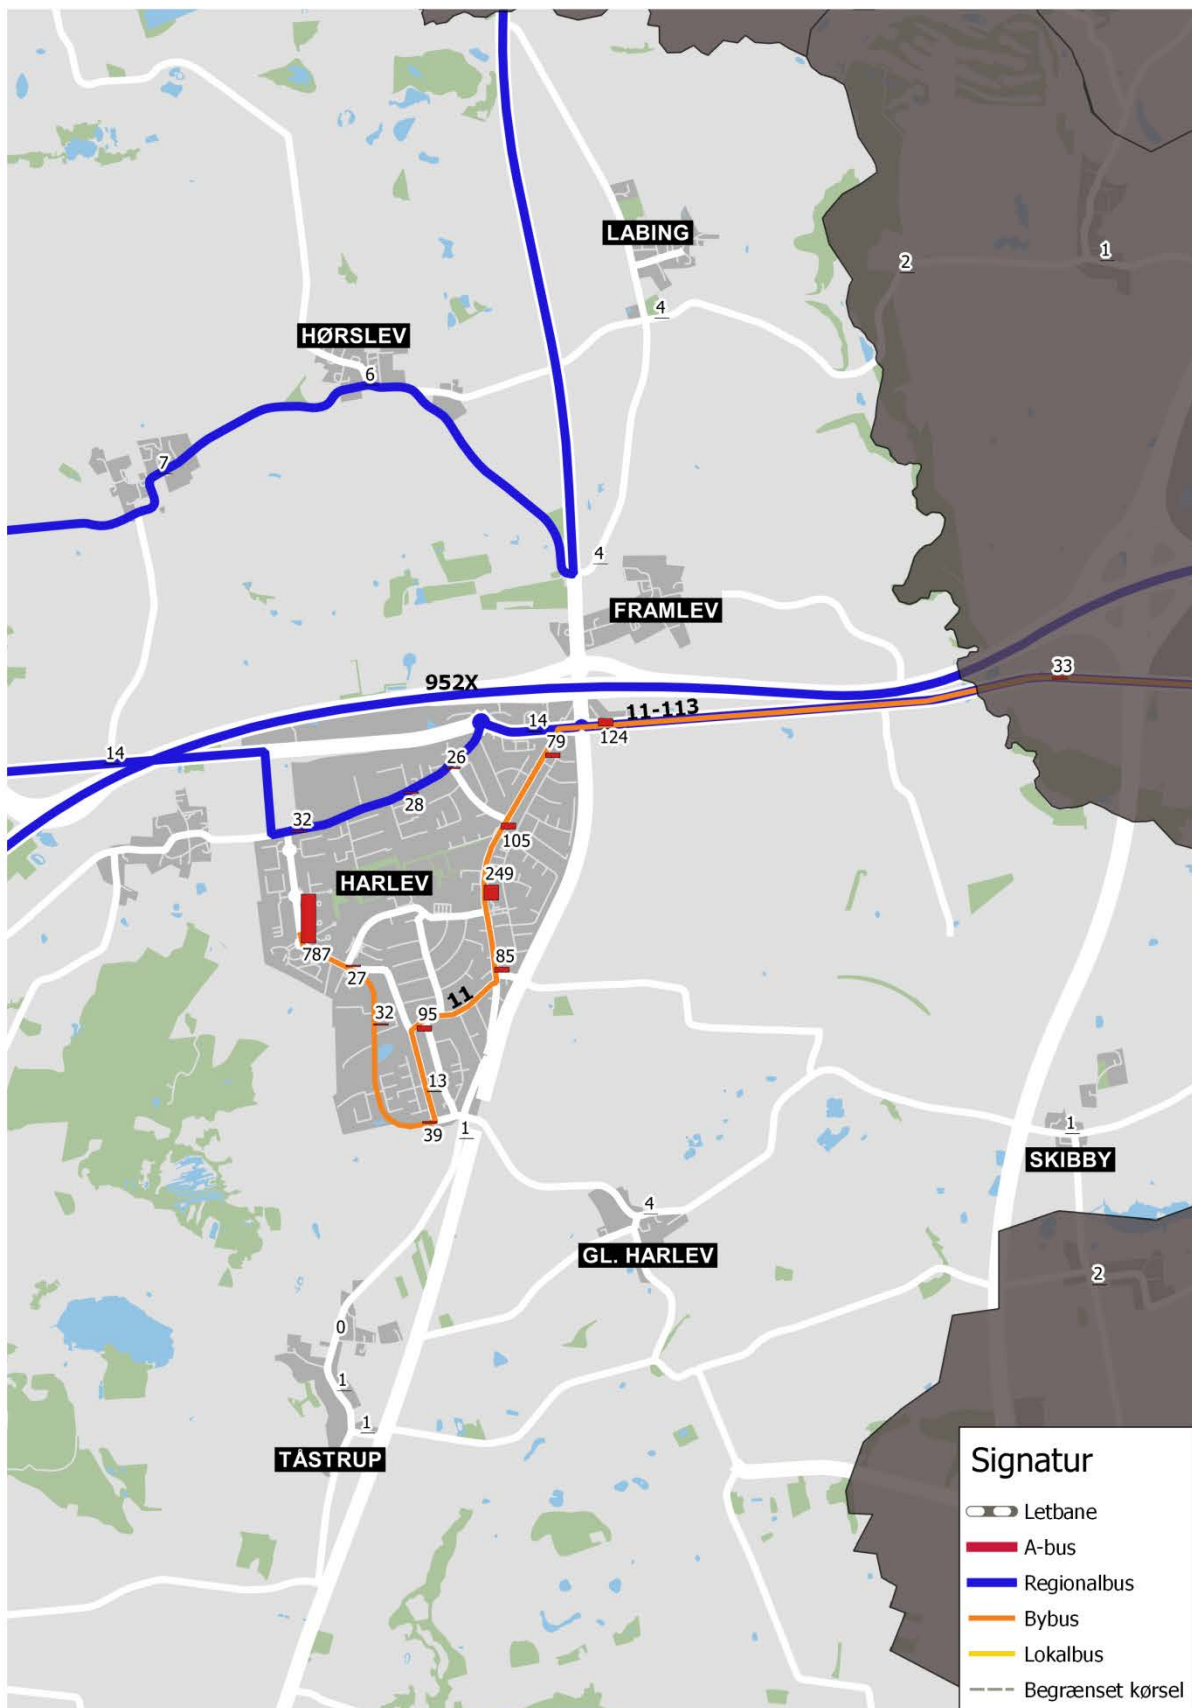 LABING
2
1
4
HØRSLEV
6
7
4
FRAMLEV
952X
11-113
33
14
14
79
124
26
28
32
105
249
HARLEV
787
27
85
11
32
95
13
39
1
1
SKIBBY
4
GL. HARLEV
2
0
1
1
TÅSTRUP
Signatur
Letbane
A-bus
Regionalbus
Bybus
Lokalbus
Begrænset kørsel